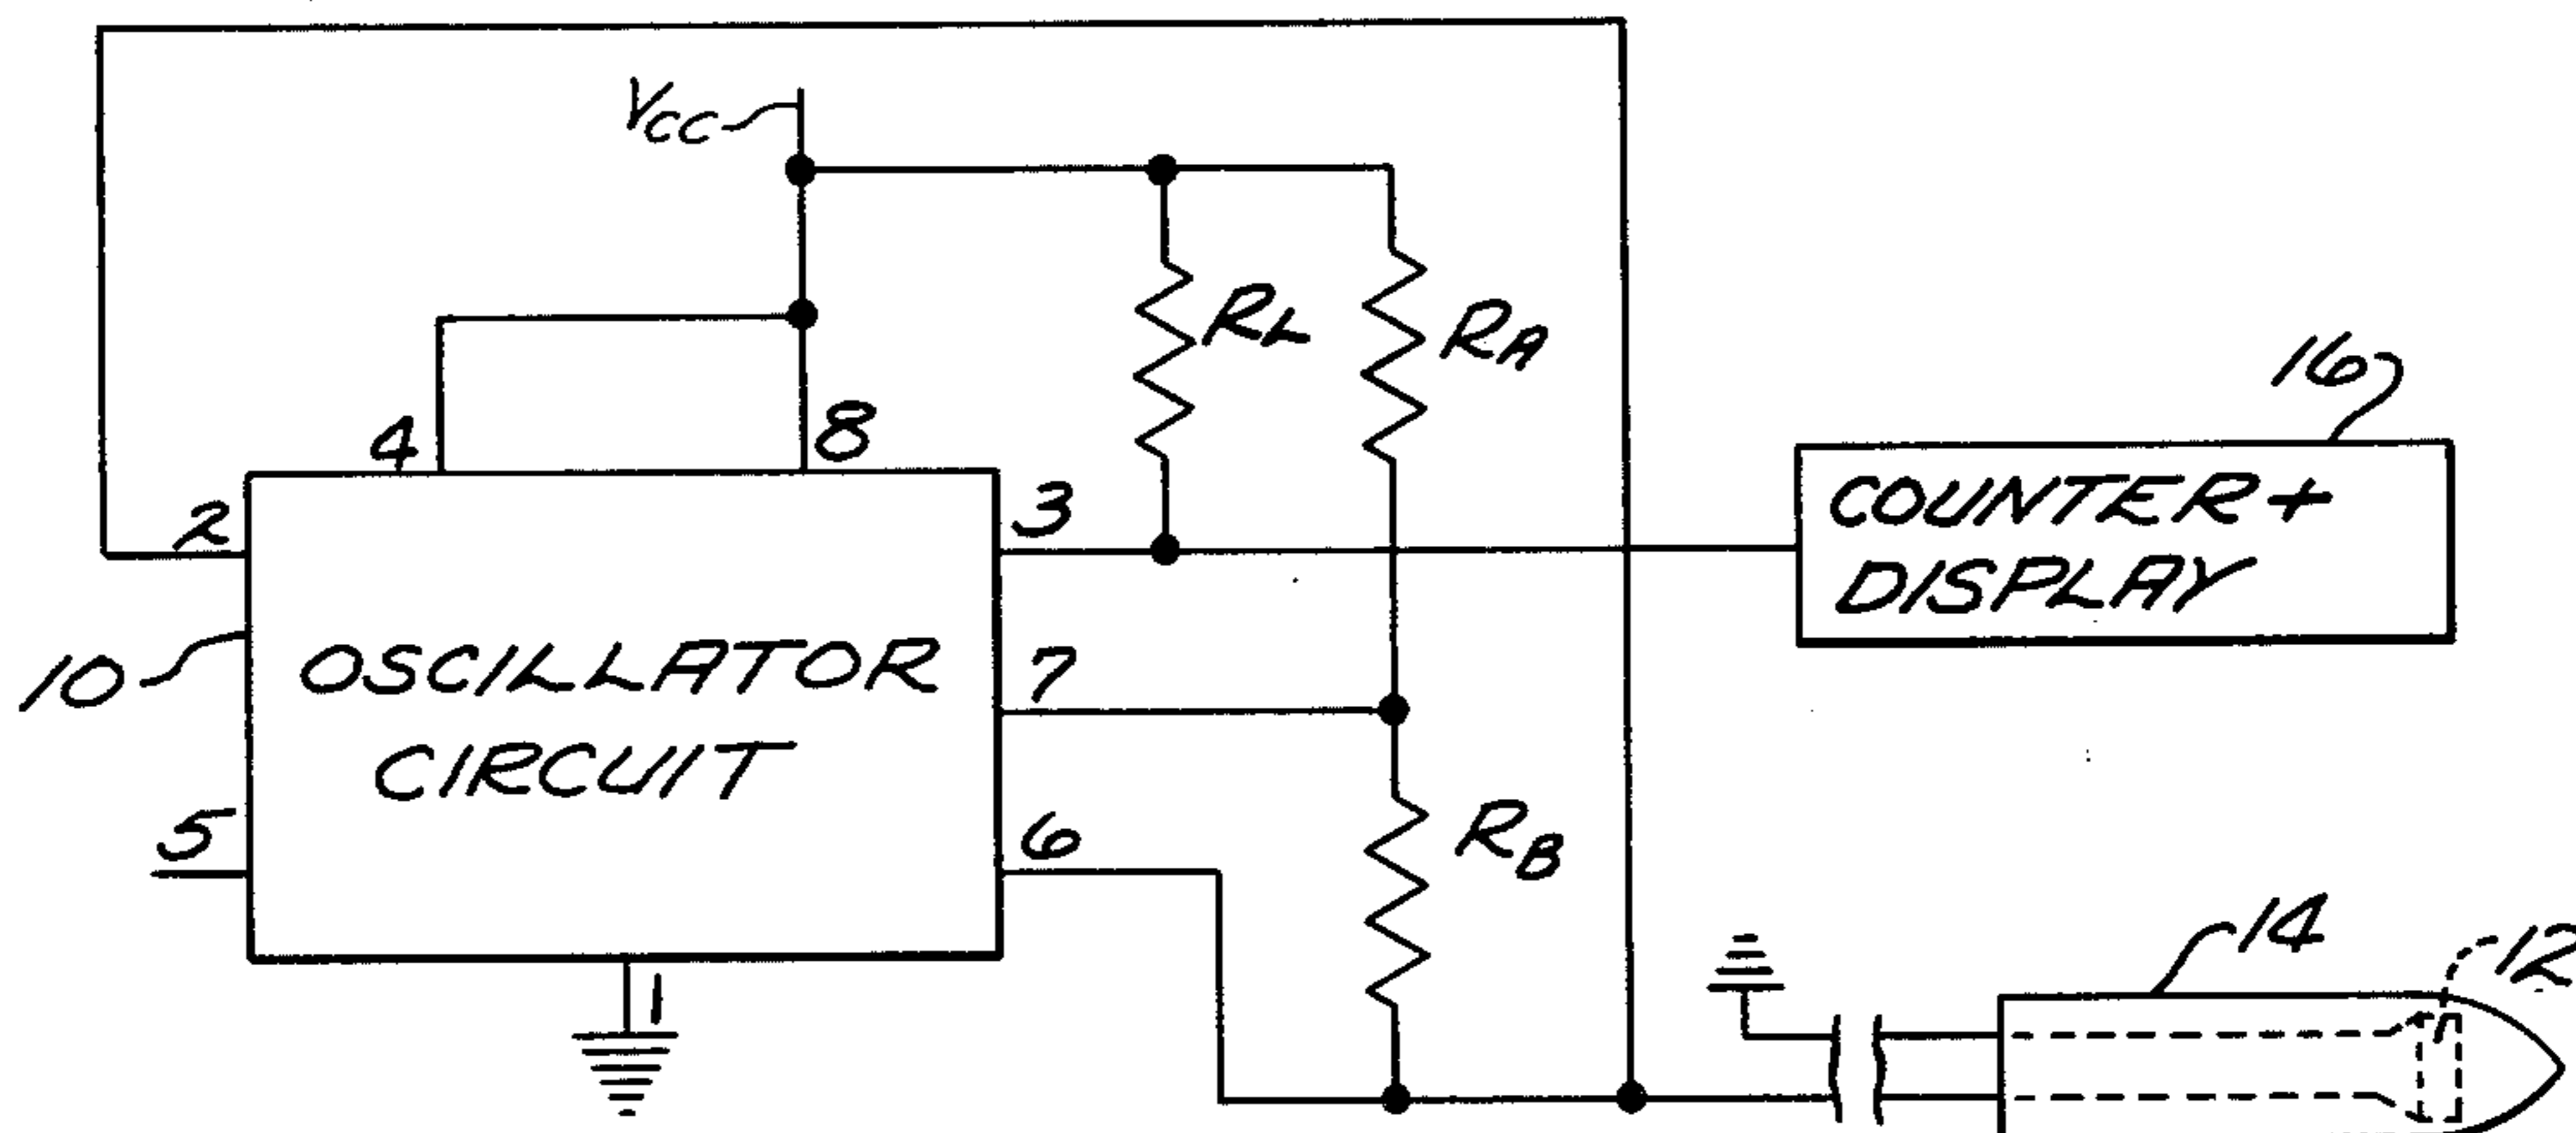 VCC
RL
RA
16
4
8
2
3
COUNTER +
DISPLAY
10
OSCILLATOR
CIRCUIT
7
5
6
RB
14
12
1